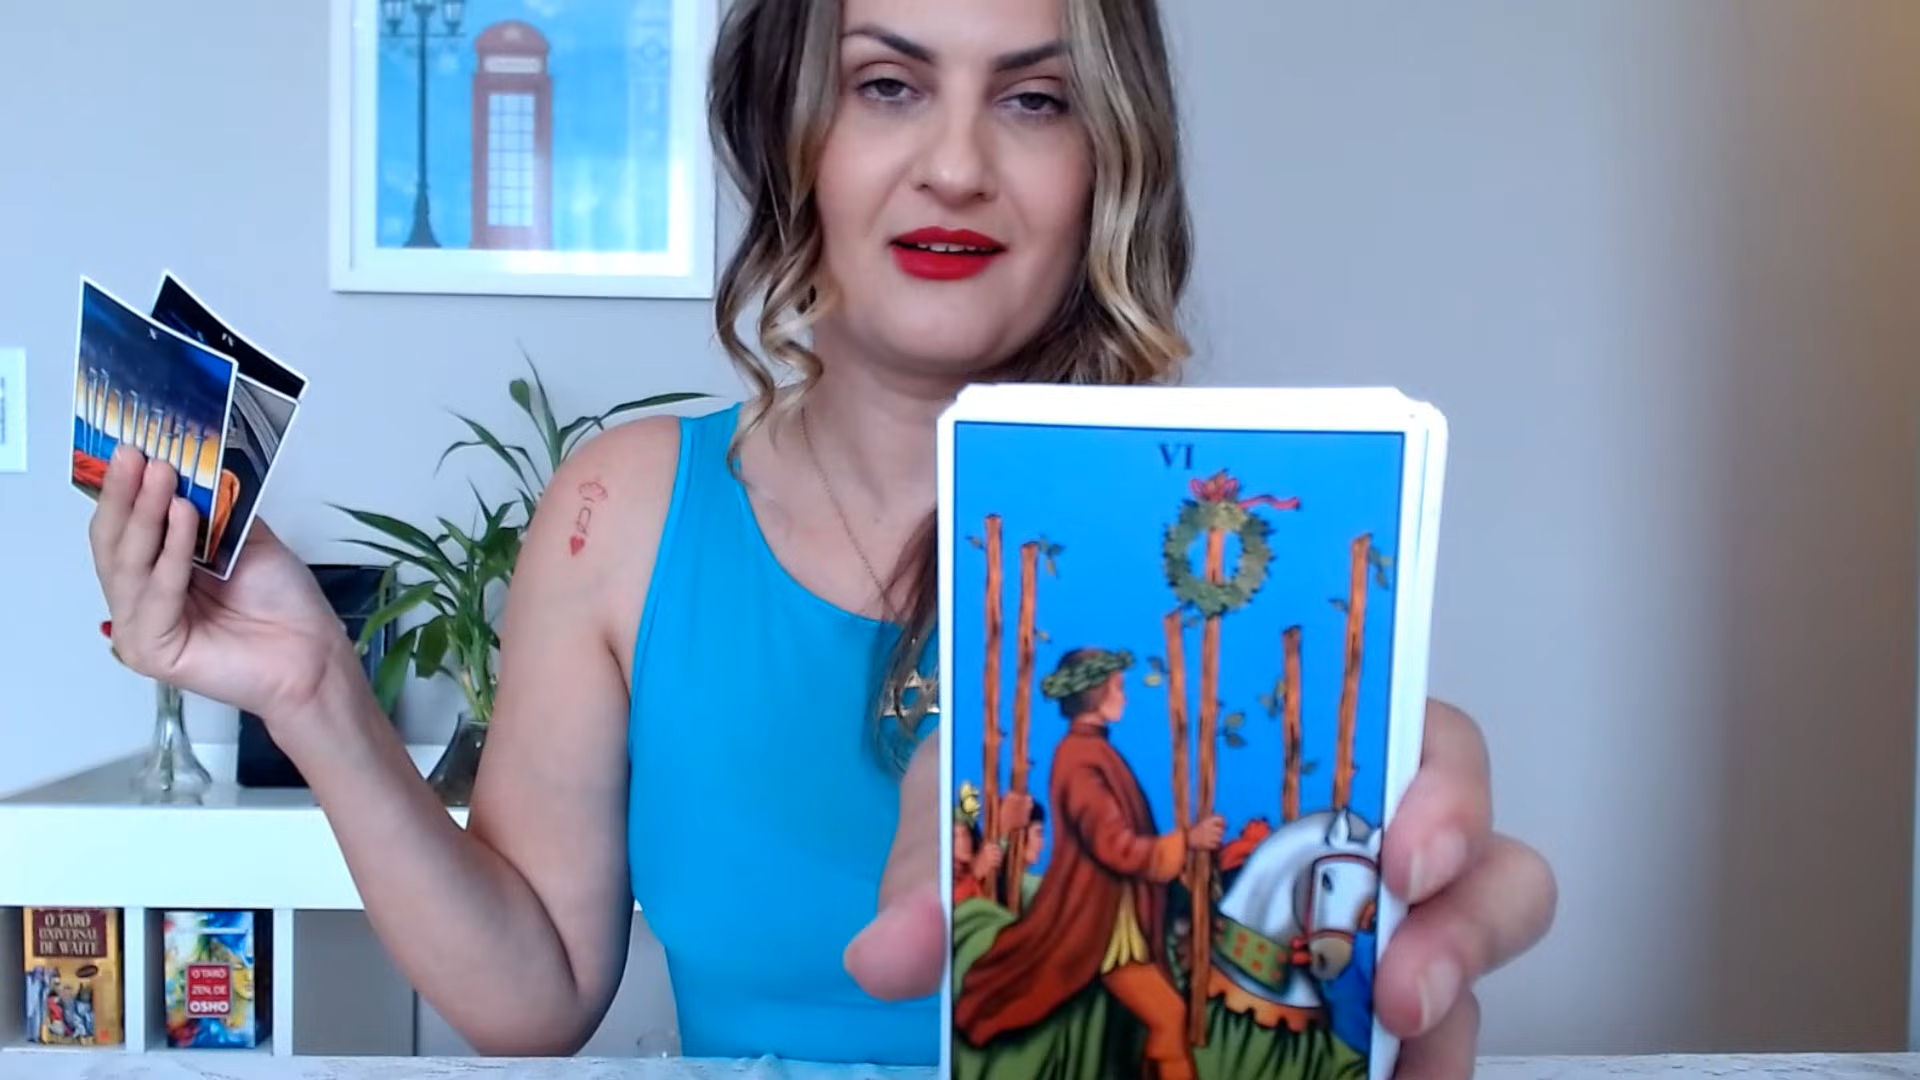 X
VI
O TARÔ
UNIVERSAL
DE WAITE
O TARÔ
ZEN, DE
OSHO